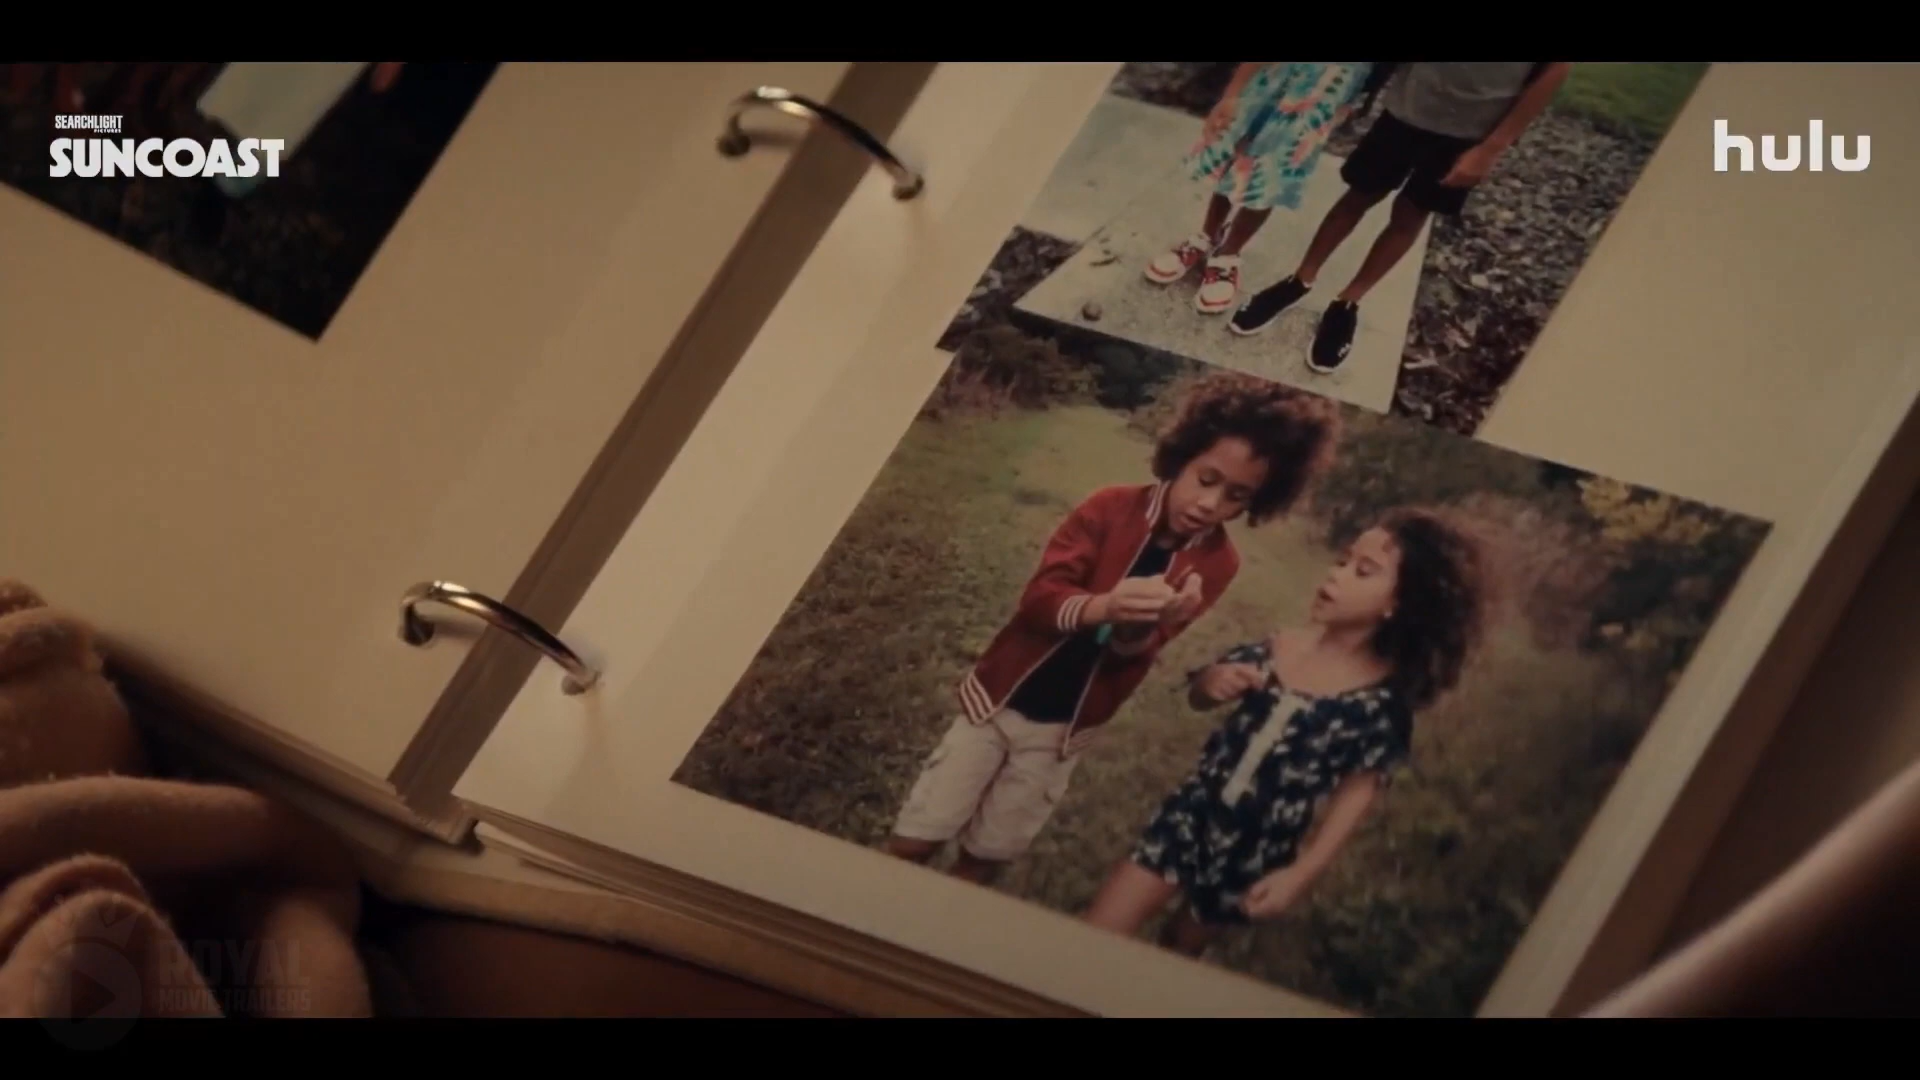 SEARCHLIGHT
PICTURES
SUNCOAST
hulu
ROYAL
MOVIE TRAILERS